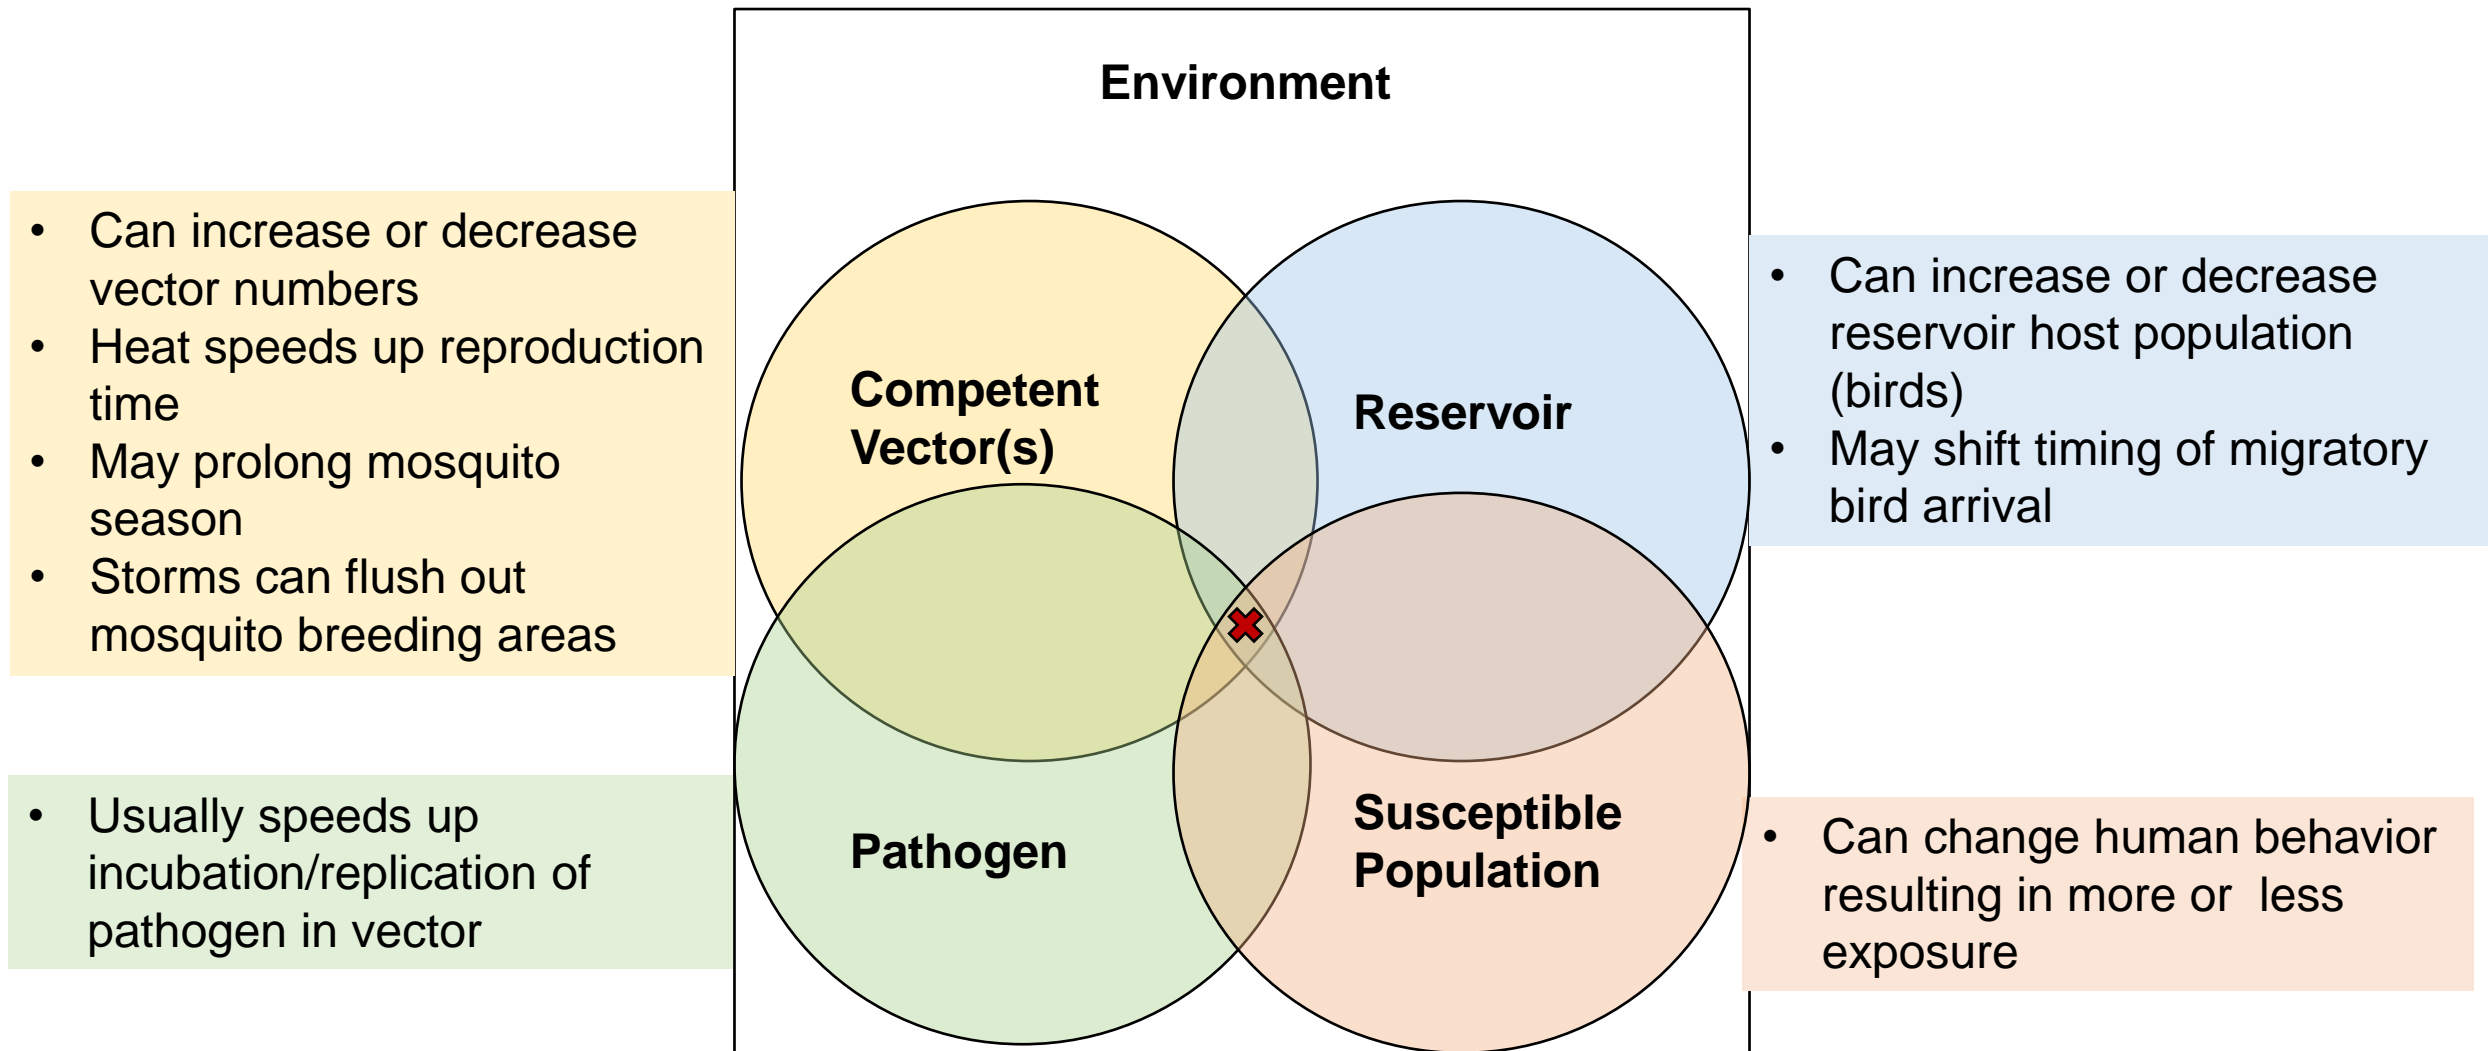 Environment
• Can increase or decrease
vector numbers
• Heat speeds up reproduction
time
• May prolong mosquito
season
• Storms can flush out
mosquito breeding areas
Competent
Vector(s)
Reservoir
• Can increase or decrease
reservoir host population
(birds)
• May shift timing of migratory
bird arrival
• Usually speeds up
incubation/replication of
pathogen in vector
Pathogen
Susceptible
Population
• Can change human behavior
resulting in more or  less
exposure